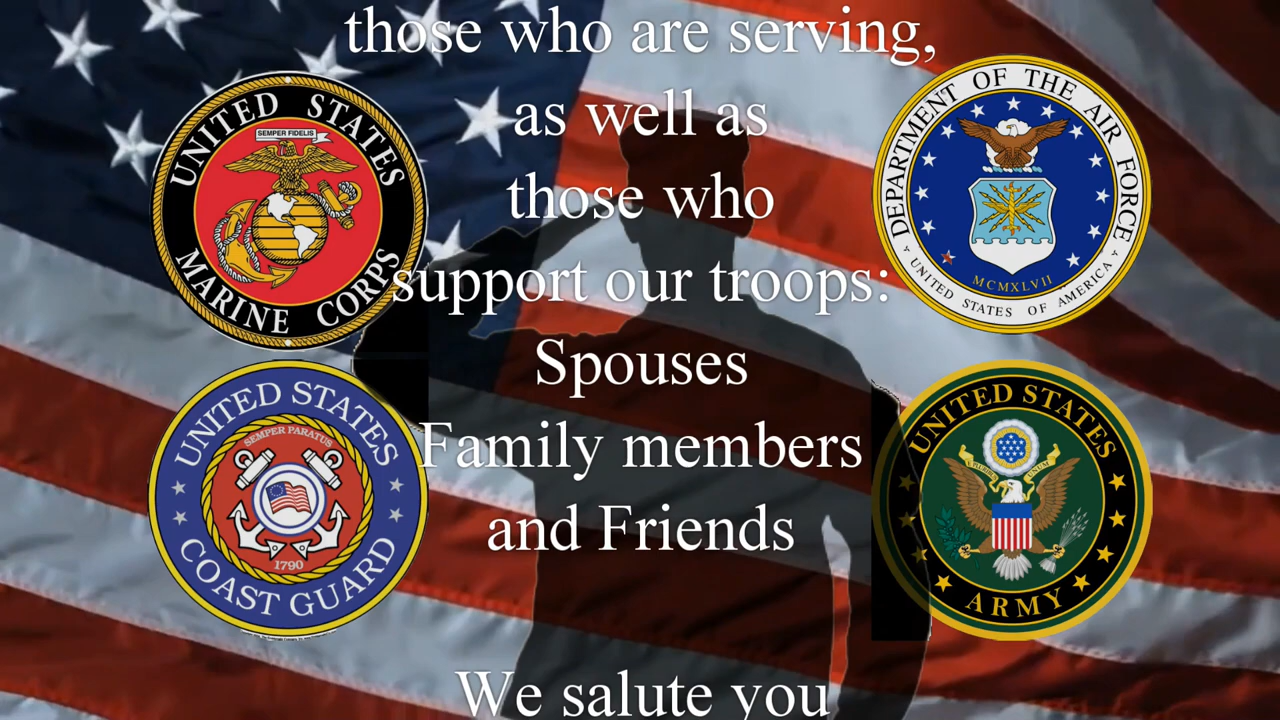 those who are serving,
as well as
those who
support our troops:
Spouses
Family members
and Friends
We salute you
UNITED STATES
SEMPER FIDELIS
MARINE CORPS
DEPARTMENT OF THE AIR FORCE
MCMXLVII
UNITED STATES OF AMERICA
UNITED STATES
SEMPER PARATUS
1790
COAST GUARD
UNITED STATES
E PLURIBUS UNUM
ARMY